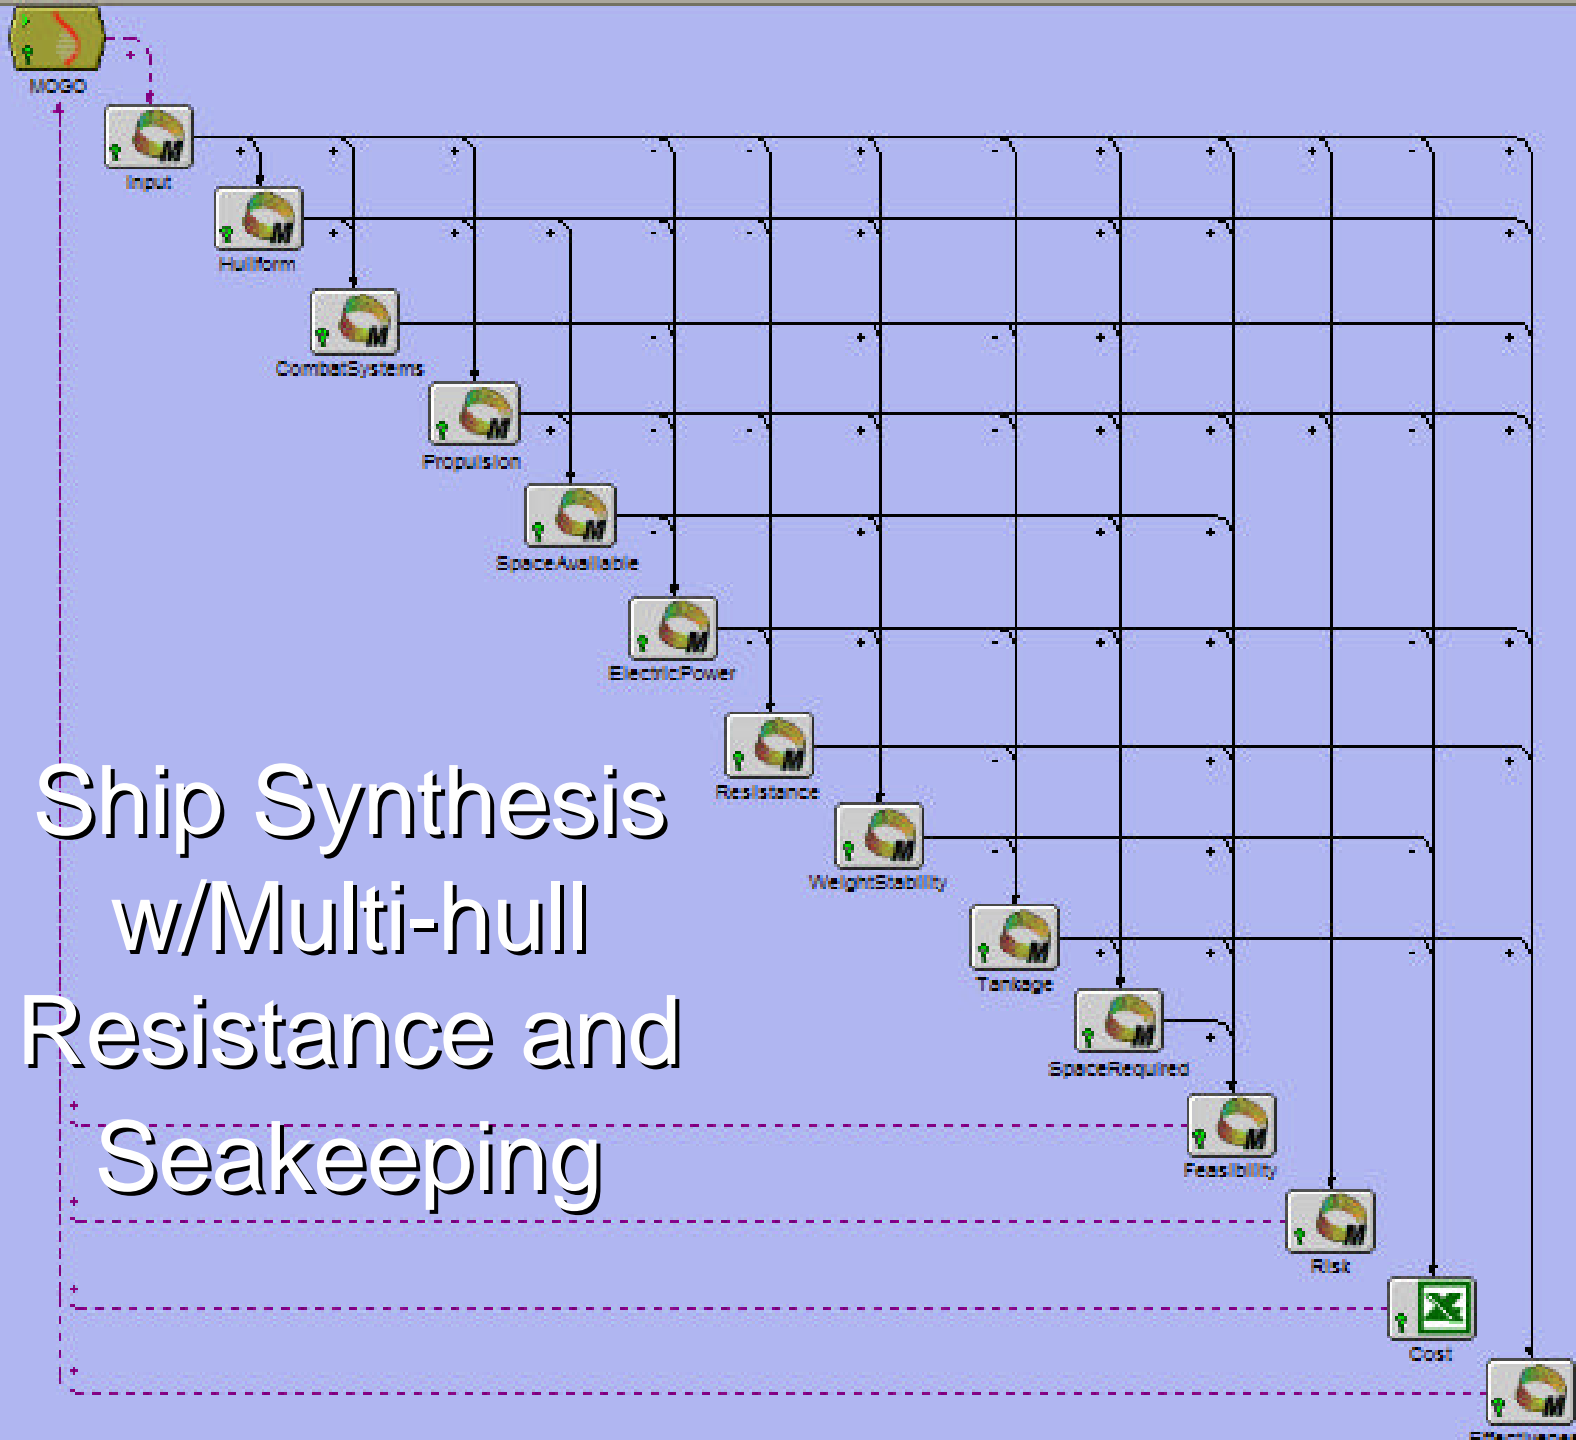 MOGO
Input
Hullform
CombatSystems
Propulsion
SpaceAvailable
ElectricPower
Resistance
WeightStability
Tankage
SpaceRequired
Feasibility
Risk
Cost
Ship Synthesis
w/Multi-hull
Resistance and
Seakeeping